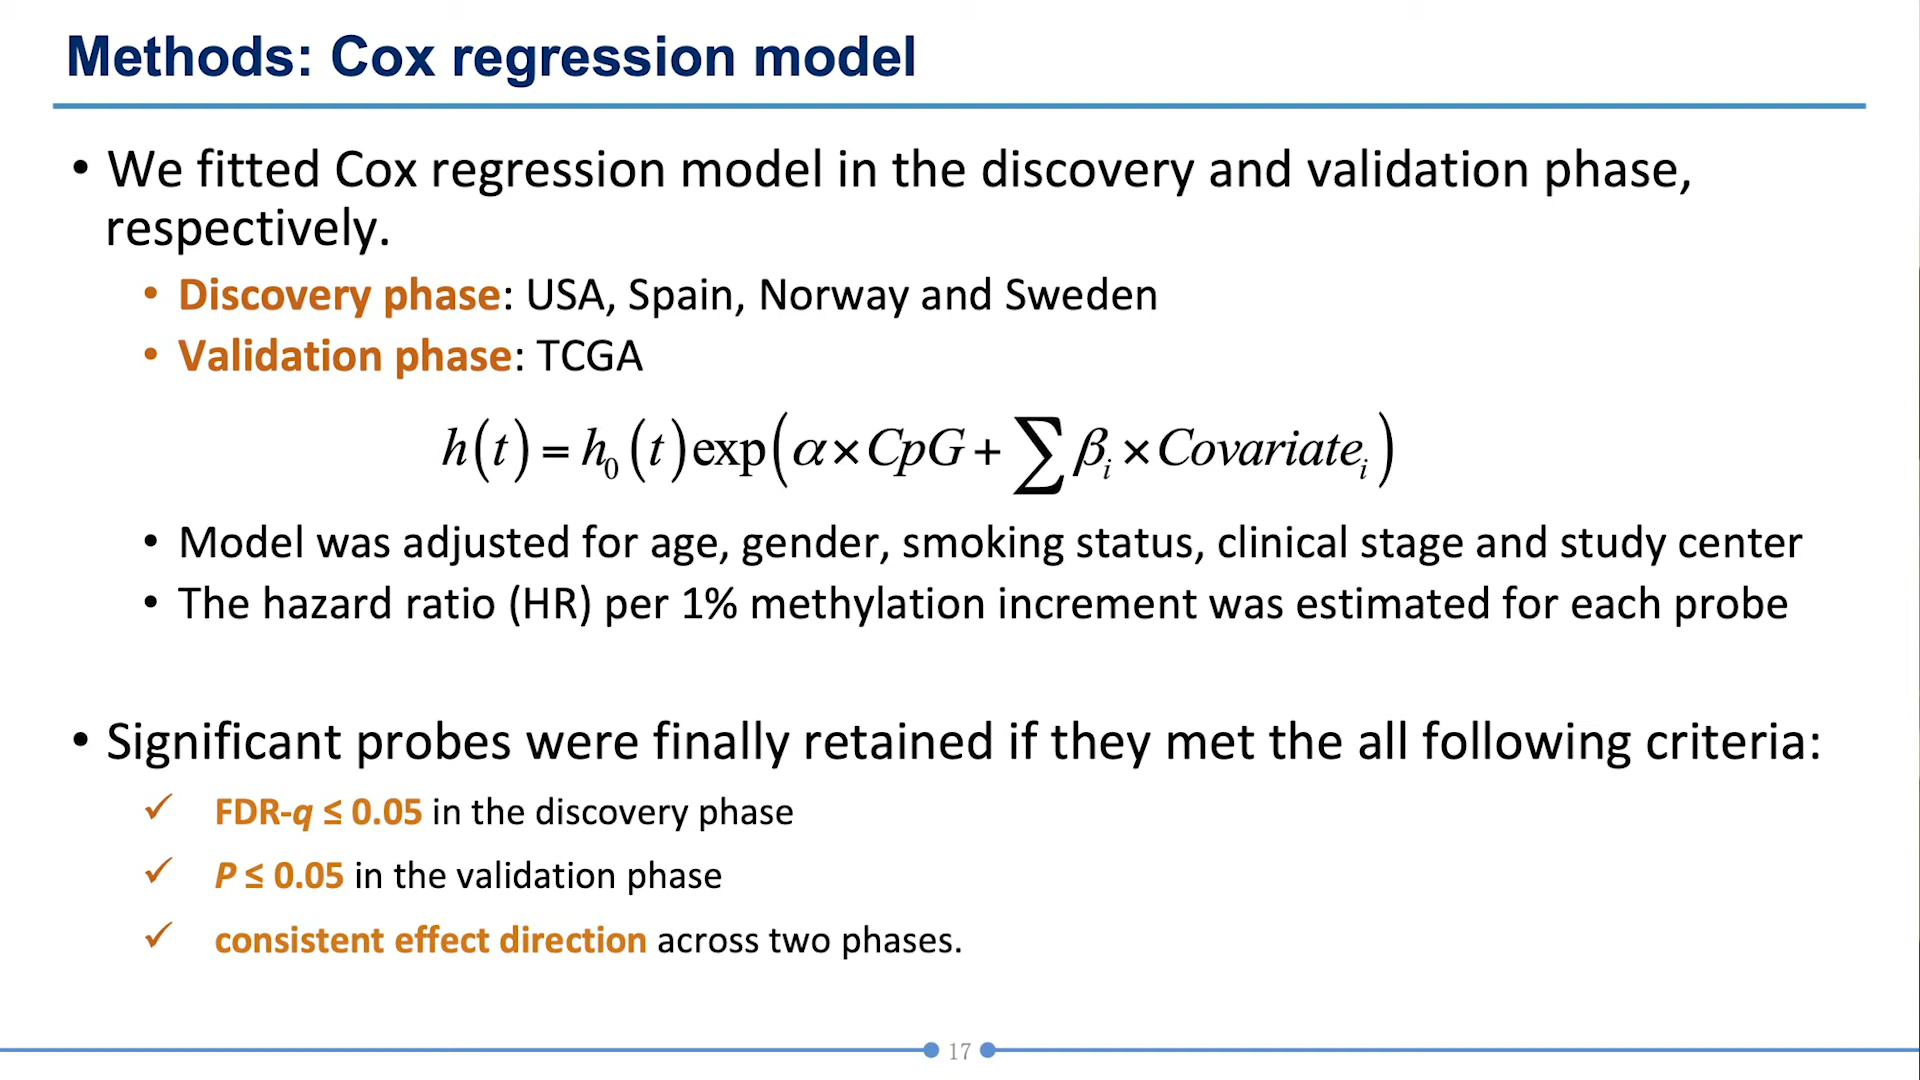 Methods: Cox regression model
• We fitted Cox regression model in the discovery and validation phase,
respectively.
• Discovery phase: USA, Spain, Norway and Sweden
• Validation phase: TCGA
h(t) = h₀(t)exp(α×CpG+∑βᵢ×Covariateᵢ)
• Model was adjusted for age, gender, smoking status, clinical stage and study center
• The hazard ratio (HR) per 1% methylation increment was estimated for each probe
• Significant probes were finally retained if they met the all following criteria:
✓ FDR-q ≤ 0.05 in the discovery phase
✓ P ≤ 0.05 in the validation phase
✓ consistent effect direction across two phases.
17